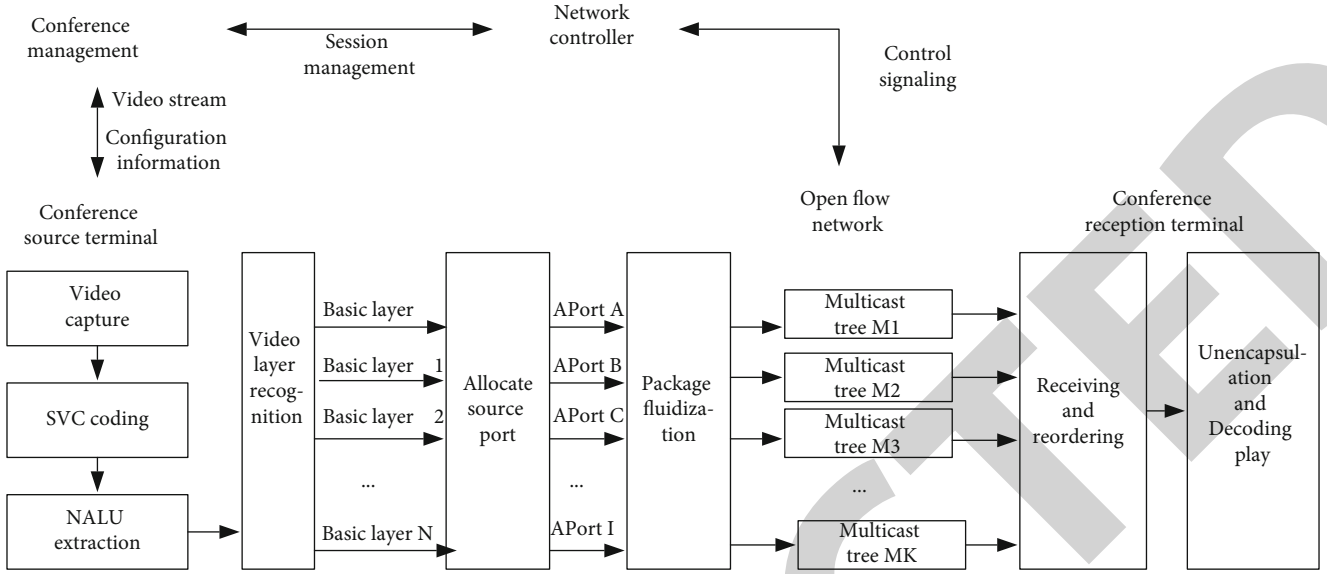 Conference
management
Session
management
Network
controller
Control
signaling
Video stream
Configuration
information
Conference
source terminal
Open flow
network
Conference
reception terminal
Video
capture
SVC coding
NALU
extraction
Video
layer
recog-
nition
Basic layer
Basic layer 1
Basic layer 2
...
Basic layer N
Allocate
source
port
APort A
APort B
APort C
...
APort I
Package
fluidiza-
tion
Multicast
tree M1
Multicast
tree M2
Multicast
tree M3
...
Multicast
tree MK
Receiving
and
reordering
Unencapsul-
ation
and
Decoding
play
CTED